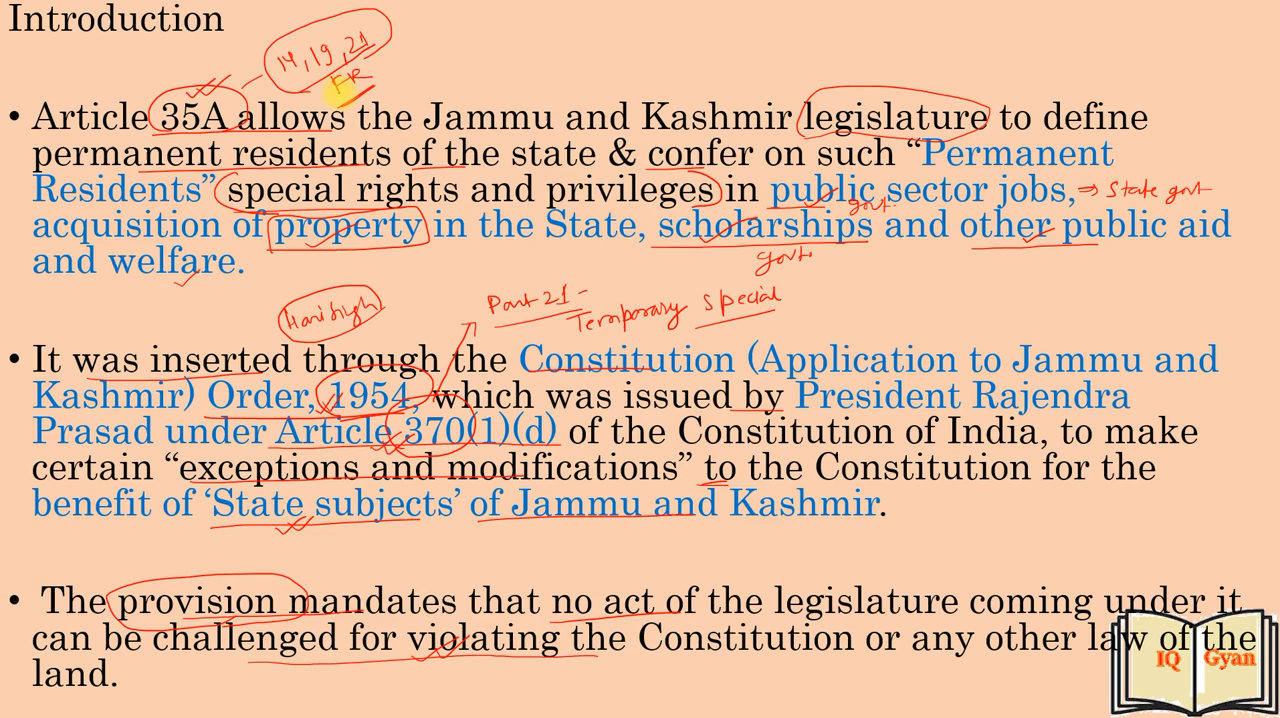 Introduction
14, 19, 21
FR
• Article 35A allows the Jammu and Kashmir legislature to define
permanent residents of the state & confer on such “Permanent
Residents” special rights and privileges in public sector jobs, ⇒ State govt
govt
acquisition of property in the State, scholarships and other public aid
govt.
and welfare.
Hari Singh
Part 21 -
Temporary Special
• It was inserted through the Constitution (Application to Jammu and
Kashmir) Order, 1954, which was issued by President Rajendra
Prasad under Article 370(1)(d) of the Constitution of India, to make
certain “exceptions and modifications” to the Constitution for the
benefit of ‘State subjects’ of Jammu and Kashmir.
• The provision mandates that no act of the legislature coming under it
can be challenged for violating the Constitution or any other law of the
land.
IQ Gyan